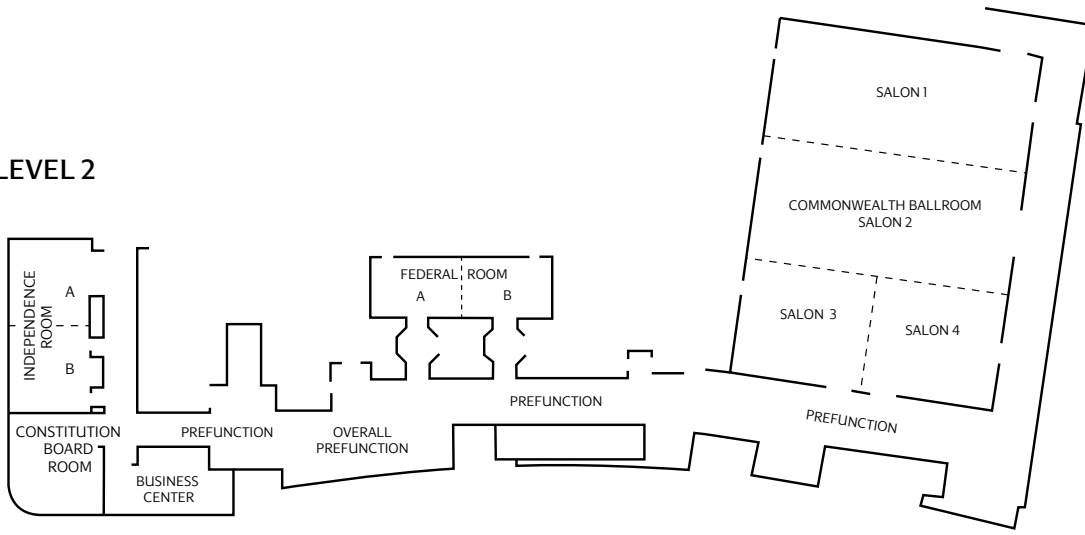 LEVEL 2
SALON 1
COMMONWEALTH BALLROOM
SALON 2
SALON 3
SALON 4
INDEPENDENCE
ROOM
A
B
FEDERAL ROOM
A
B
CONSTITUTION
BOARD
ROOM
PREFUNCTION
BUSINESS
CENTER
OVERALL
PREFUNCTION
PREFUNCTION
PREFUNCTION